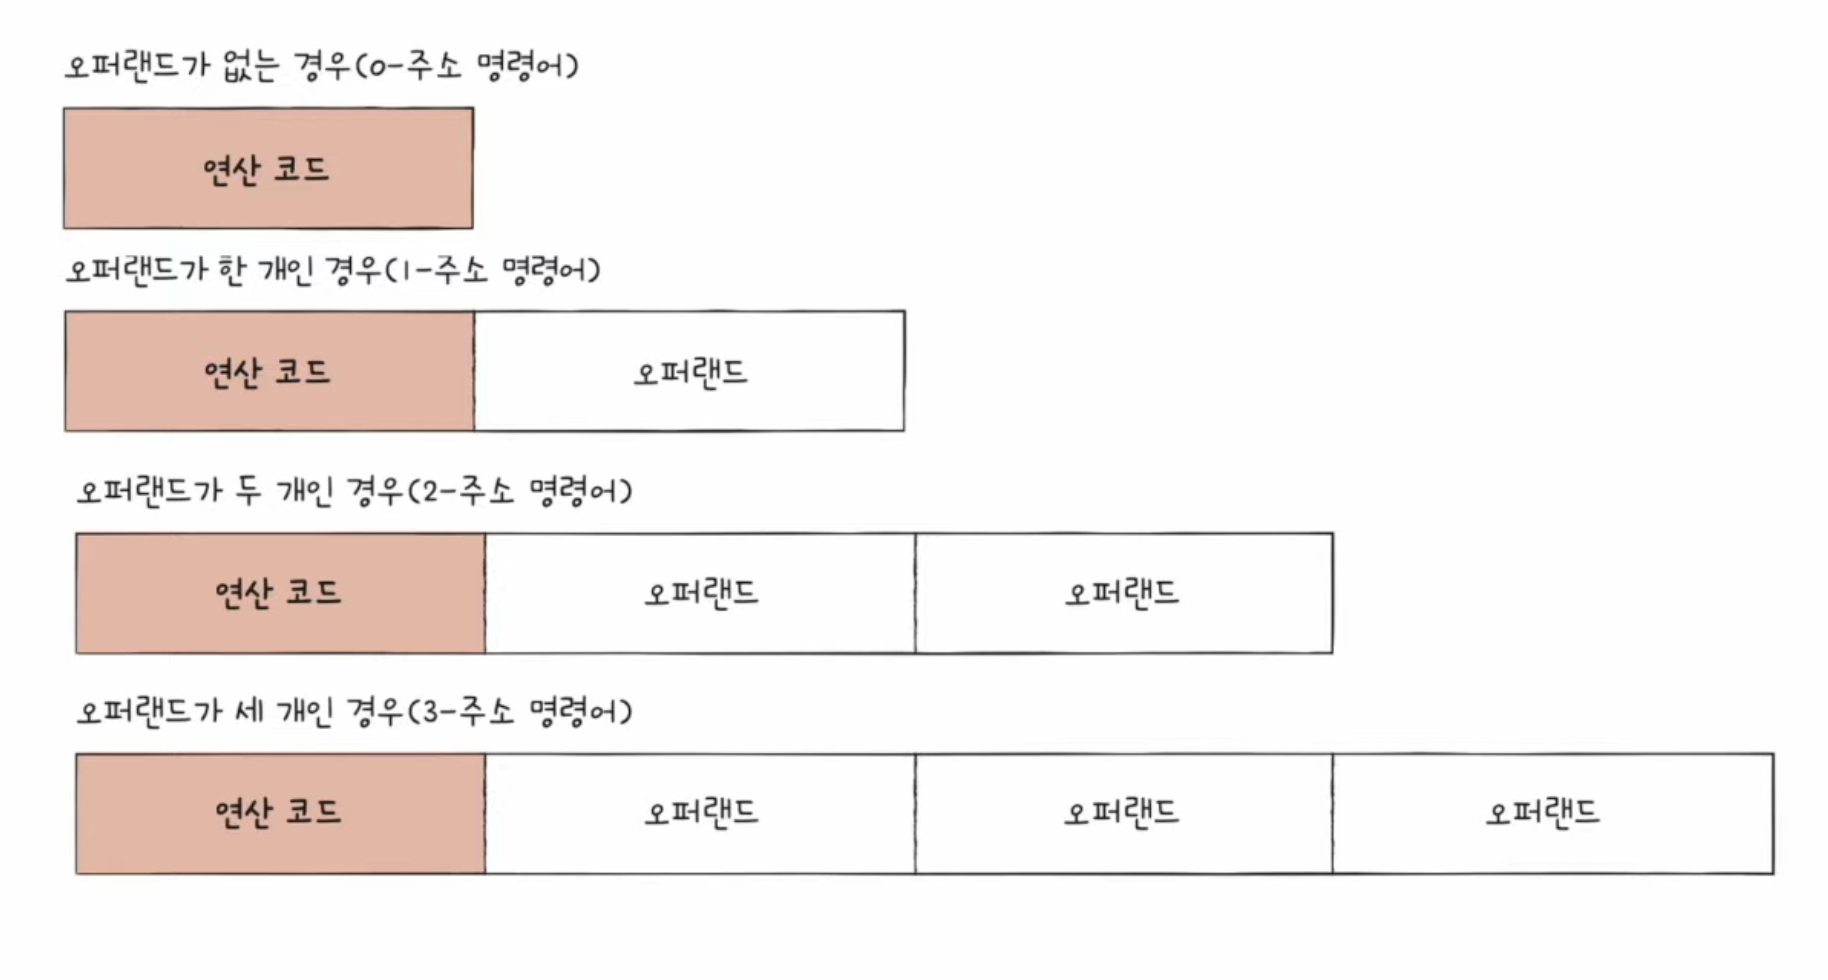 오퍼랜드가 없는 경우(0-주소 명령어)
연산 코드
오퍼랜드가 한 개인 경우(1-주소 명령어)
연산 코드 오퍼랜드
오퍼랜드가 두 개인 경우(2-주소 명령어)
연산 코드 오퍼랜드 오퍼랜드
오퍼랜드가 세 개인 경우(3-주소 명령어)
연산 코드 오퍼랜드 오퍼랜드 오퍼랜드